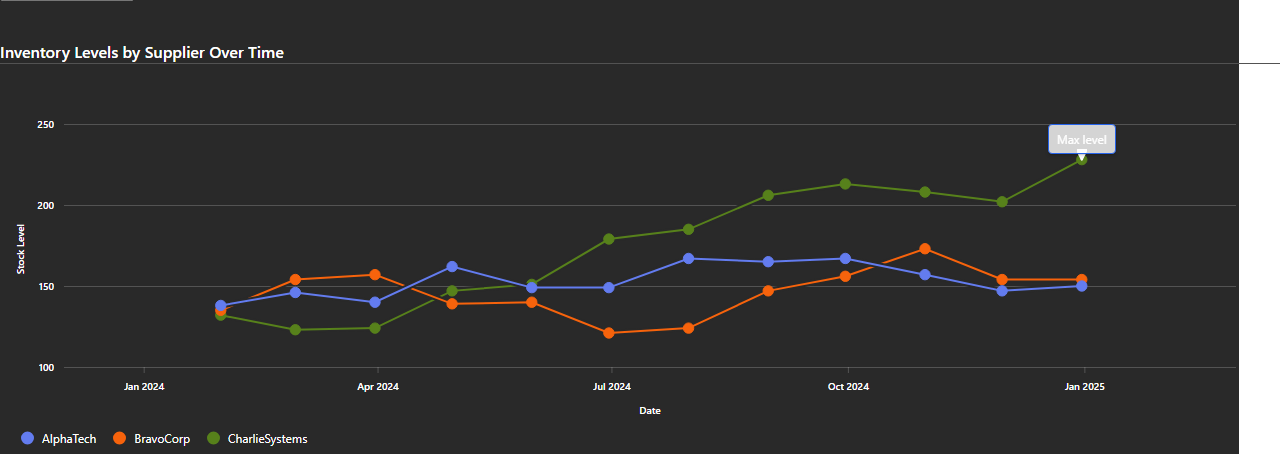 Inventory Levels by Supplier Over Time
250
Max level
200
150
100
Stock Level
Jan 2024 Apr 2024 Jul 2024 Oct 2024 Jan 2025
Date
AlphaTech BravoCorp CharlieSystems